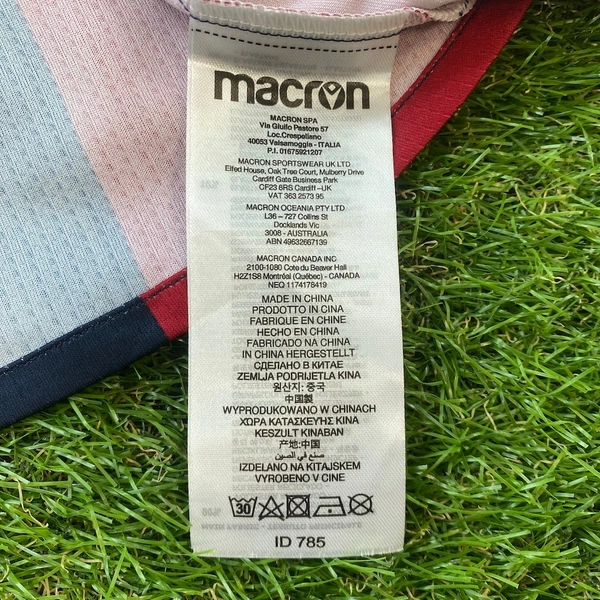 macron
MACRON SPA
Via Giulio Pastore 57
Loc.Crespellano
40053 Valsamoggia - ITALIA
P.I. 01675921207
MACRON SPORTSWEAR UK LTD
Elfed House, Oak Tree Court, Mulberry Drive
Cardiff Gate Business Park
CF23 8RS Cardiff -UK
VAT 363 2573 95
MACRON OCEANIA PTY LTD
L36 – 727 Collins St
Docklands Vic
3008 - AUSTRALIA
ABN 49632667139
MACRON CANADA INC
2100-1080 Cote du Beaver Hall
H2Z1S8 Montréal (Québec) - CANADA
NEQ 1174178419
MADE IN CHINA
PRODOTTO IN CINA
FABRIQUE EN CHINE
HECHO EN CHINA
FABRICADO NA CHINA
IN CHINA HERGESTELLT
СДЕЛАНО В КИТАЕ
ZEMLJA PODRIJETLA KINA
원산지: 중국
中国製
WYPRODUKOWANO W CHINACH
ΧΩΡΑ ΚΑΤΑΣΚΕΥΗΣ ΚΙΝΑ
KESZULT KINABAN
产地:中国
صنع في الصين
IZDELANO NA KITAJSKEM
VYROBENO V CINE
30
ID 785